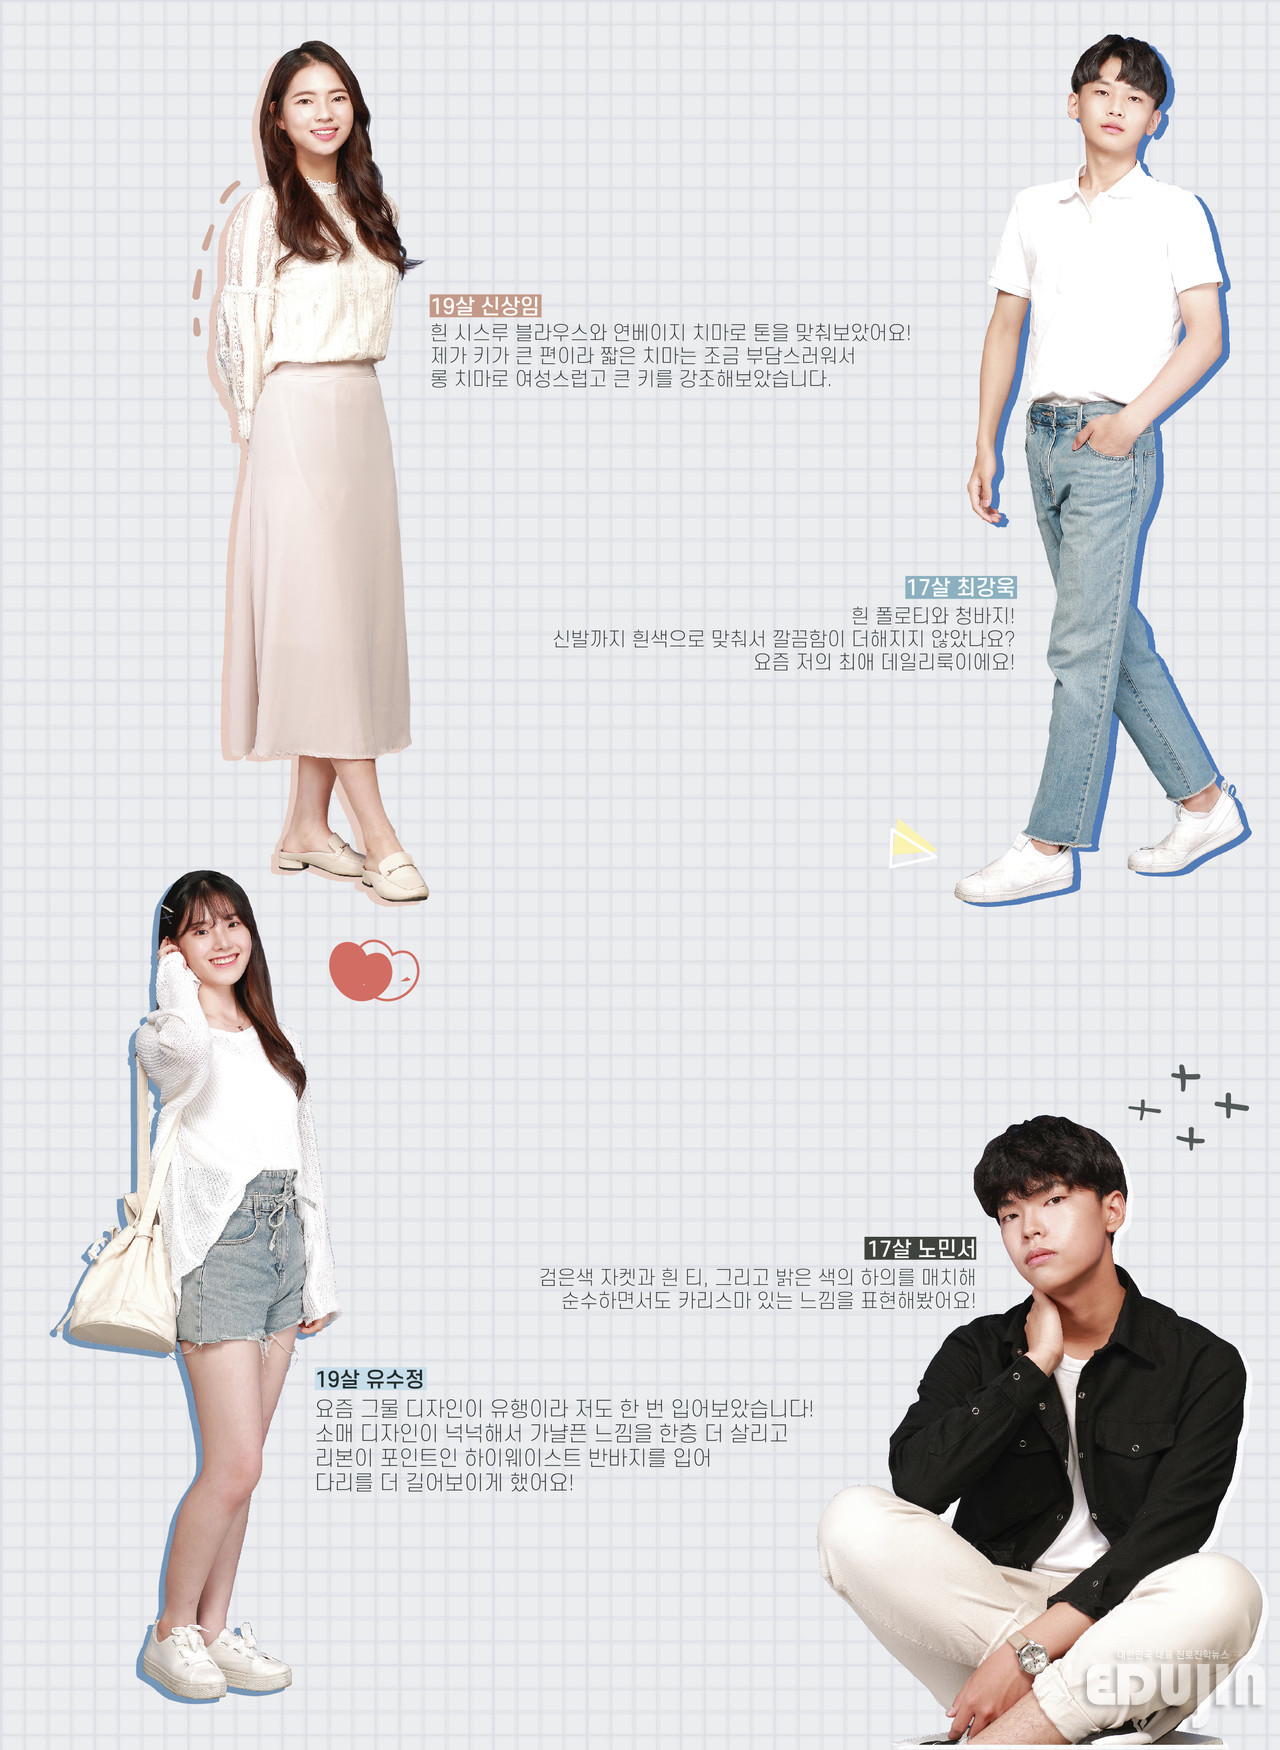 19살 신상임
흰 시스루 블라우스와 연베이지 치마로 톤을 맞춰보았어요!
제가 키가 큰 편이라 짧은 치마는 조금 부담스러워서
롱 치마로 여성스럽고 큰 키를 강조해보았습니다.
17살 최강욱
흰 폴로티와 청바지!
신발까지 흰색으로 맞춰서 깔끔함이 더해지지 않았나요?
요즘 저의 최애 데일리룩이에요!
17살 노민서
검은색 자켓과 흰 티, 그리고 밝은 색의 하의를 매치해
순수하면서도 카리스마 있는 느낌을 표현해봤어요!
19살 유수정
요즘 그물 디자인이 유행이라 저도 한 번 입어보았습니다!
소매 디자인이 넉넉해서 가냘픈 느낌을 한층 더 살리고
리본이 포인트인 하이웨이스트 반바지를 입어
다리를 더 길어보이게 했어요!
대한민국 대표 진로진학뉴스
EDUJIN